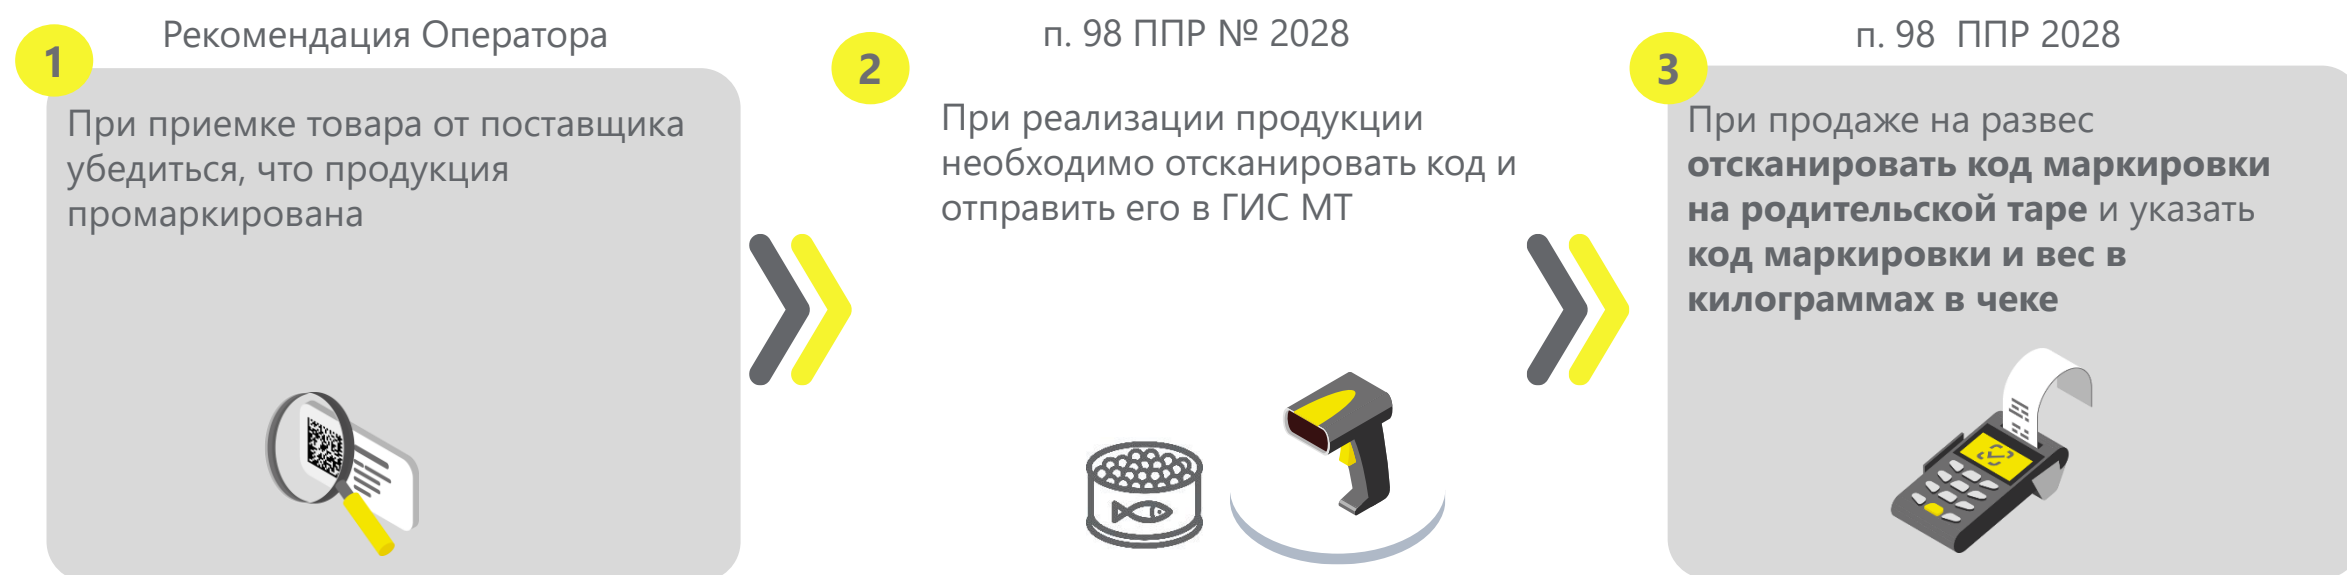 1
Рекомендация Оператора
При приемке товара от поставщика
убедиться, что продукция
промаркирована
2
п. 98 ППР № 2028
При реализации продукции
необходимо отсканировать код и
отправить его в ГИС МТ
3
п. 98 ППР 2028
При продаже на развес
отсканировать код маркировки
на родительской таре и указать
код маркировки и вес в
килограммах в чеке